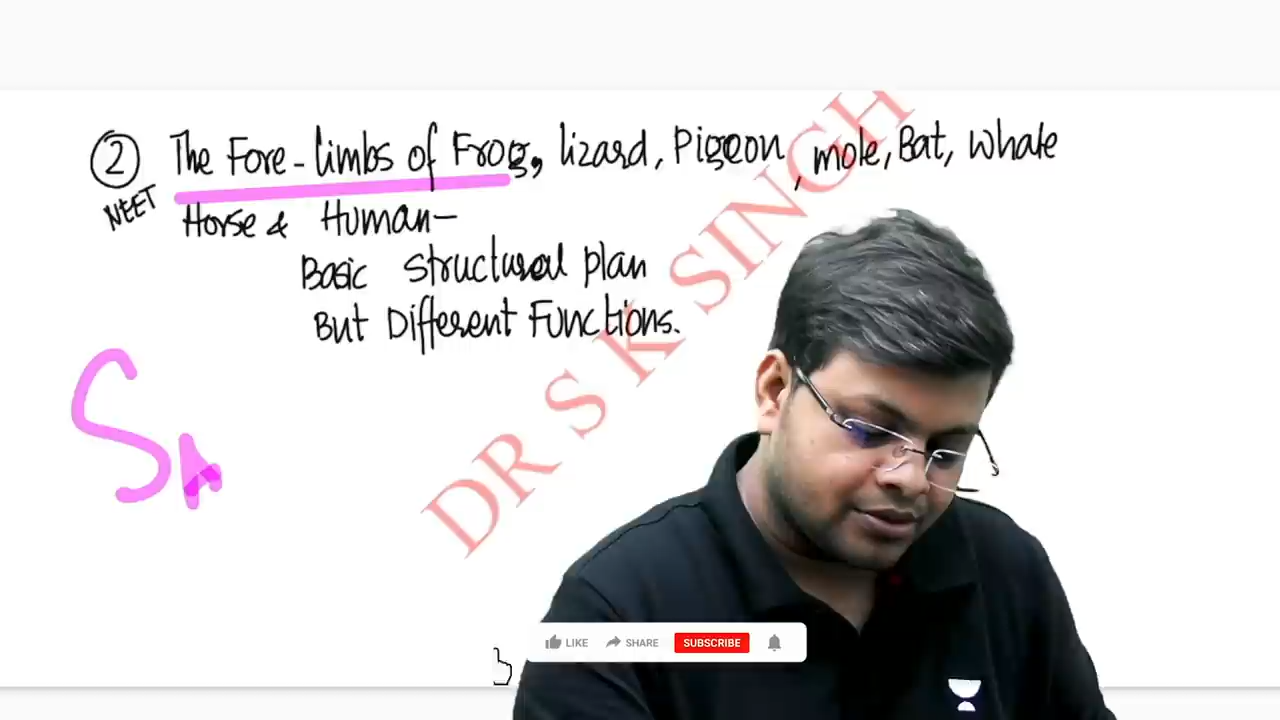 ② The Fore-limbs of Frog, lizard, Pigeon, mole, Bat, Whale
NEET
Horse & Human-
Basic structural plan
But Different Functions.
SA
DR S K SINGH
LIKE SHARE SUBSCRIBE